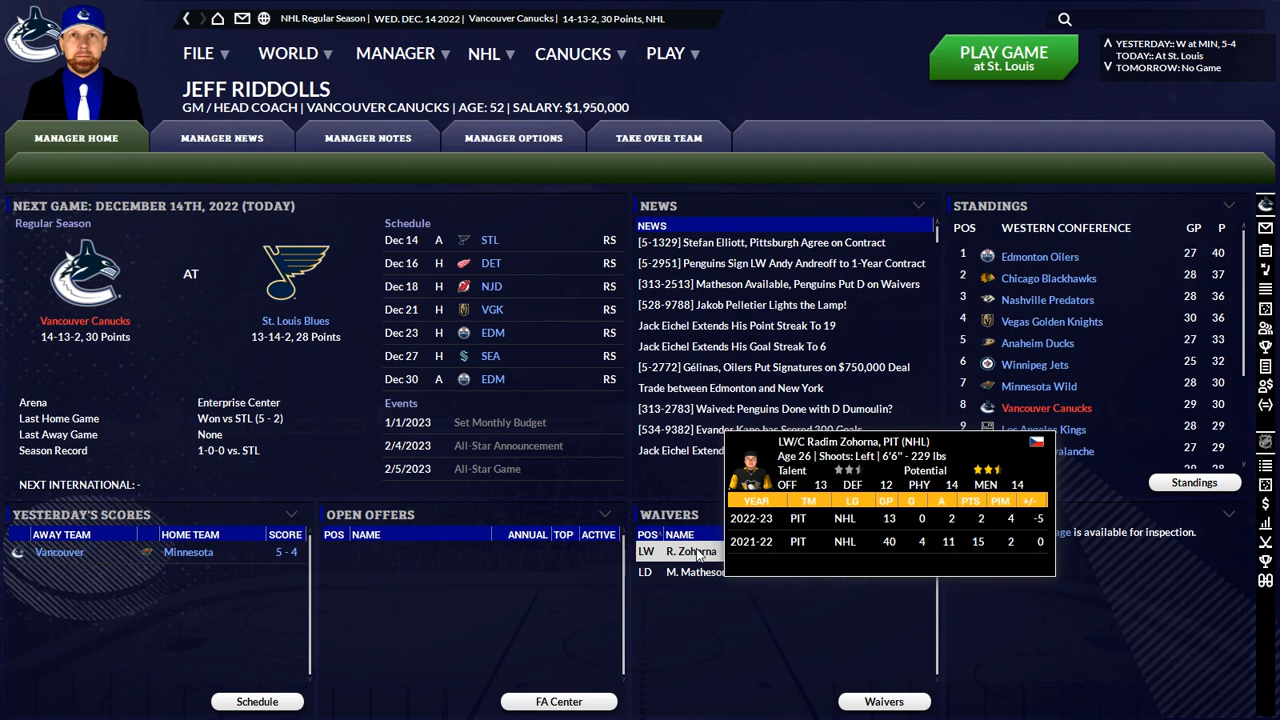 NHL Regular Season | WED. DEC. 14 2022 | Vancouver Canucks | 14-13-2, 30 Points, NHL
FILE WORLD MANAGER NHL CANUCKS PLAY
PLAY GAME
at St. Louis
YESTERDAY:: W at MIN, 5-4
TODAY:: At St. Louis
TOMORROW: No Game
JEFF RIDDOLLS
GM / HEAD COACH | VANCOUVER CANUCKS | AGE: 52 | SALARY: $1,950,000
MANAGER HOME MANAGER NEWS MANAGER NOTES MANAGER OPTIONS TAKE OVER TEAM
NEXT GAME: DECEMBER 14TH, 2022 (TODAY)
Regular Season
AT
Vancouver Canucks
14-13-2, 30 Points
St. Louis Blues
13-14-2, 28 Points
Arena Enterprise Center
Last Home Game Won vs STL (5 - 2)
Last Away Game None
Season Record 1-0-0 vs. STL
NEXT INTERNATIONAL: -
Schedule
Dec 14 A STL RS
Dec 16 H DET RS
Dec 18 H NJD RS
Dec 21 H VGK RS
Dec 23 H EDM RS
Dec 27 H SEA RS
Dec 30 A EDM RS
Events
1/1/2023 Set Monthly Budget
2/4/2023 All-Star Announcement
2/5/2023 All-Star Game
NEWS
NEWS
[5-1329] Stefan Elliott, Pittsburgh Agree on Contract
[5-2951] Penguins Sign LW Andy Andreoff to 1-Year Contract
[313-2513] Matheson Available, Penguins Put D on Waivers
[528-9788] Jakob Pelletier Lights the Lamp!
Jack Eichel Extends His Point Streak To 19
Jack Eichel Extends His Goal Streak To 6
[5-2772] Gélinas, Oilers Put Signatures on $750,000 Deal
Trade between Edmonton and New York
[313-2783] Waived: Penguins Done with D Dumoulin?
[534-9382] Evander Kane has Scored 200 Goals
Jack Eichel Exten
STANDINGS
POS WESTERN CONFERENCE GP P
1 Edmonton Oilers 27 40
2 Chicago Blackhawks 28 37
3 Nashville Predators 28 36
4 Vegas Golden Knights 30 36
5 Anaheim Ducks 27 33
6 Winnipeg Jets 25 32
7 Minnesota Wild 28 30
8 Vancouver Canucks 29 30
9 Los Angeles Kings 28 29
valanche 27 29
28 29
Standings
LW/C Radim Zohorna, PIT (NHL)
Age 26 | Shoots: Left | 6'6" - 229 lbs
Talent Potential
OFF 13 DEF 12 PHY 14 MEN 14
YEAR TM LG GP G A PTS PIM +/-
2022-23 PIT NHL 13 0 2 2 4 -5
2021-22 PIT NHL 40 4 11 15 2 0
YESTERDAY'S SCORES
AWAY TEAM HOME TEAM SCORE
Vancouver Minnesota 5 - 4
Schedule
OPEN OFFERS
POS NAME ANNUAL TOP ACTIVE
FA Center
WAIVERS
POS NAME
LW R. Zohorna
LD M. Matheson
Waivers
age is available for inspection.